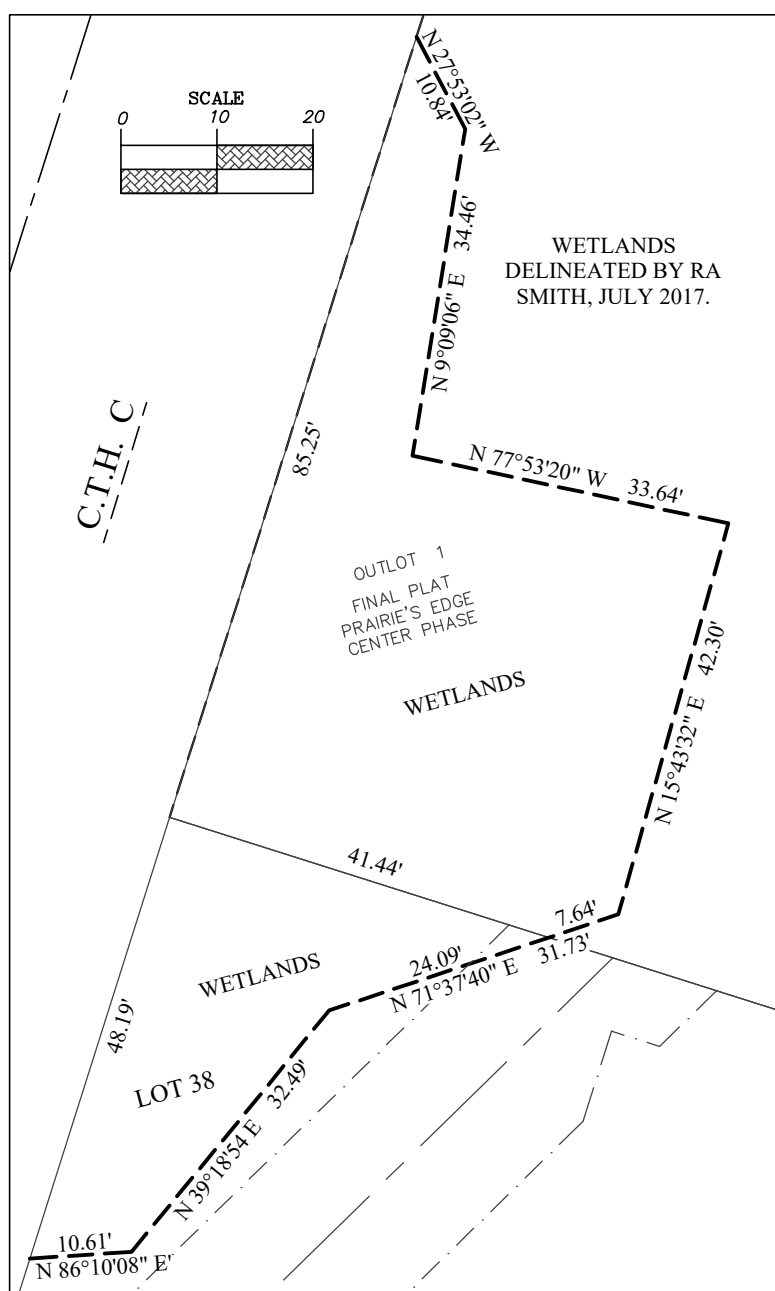 SCALE
0 10 20
N 27°53'02" W
10.84'
N 9°09'06" E 34.46'
WETLANDS
DELINEATED BY RA
SMITH, JULY 2017.
C.T.H. C
85.25'
N 77°53'20" W 33.64'
OUTLOT 1
FINAL PLAT
PRAIRIE'S EDGE
CENTER PHASE
WETLANDS
N 15°43'32" E 42.30'
41.44'
7.64'
24.09'
31.73'
N 71°37'40" E
WETLANDS
48.19'
LOT 38
N 39°18'54 E 32.49'
10.61'
N 86°10'08" E'